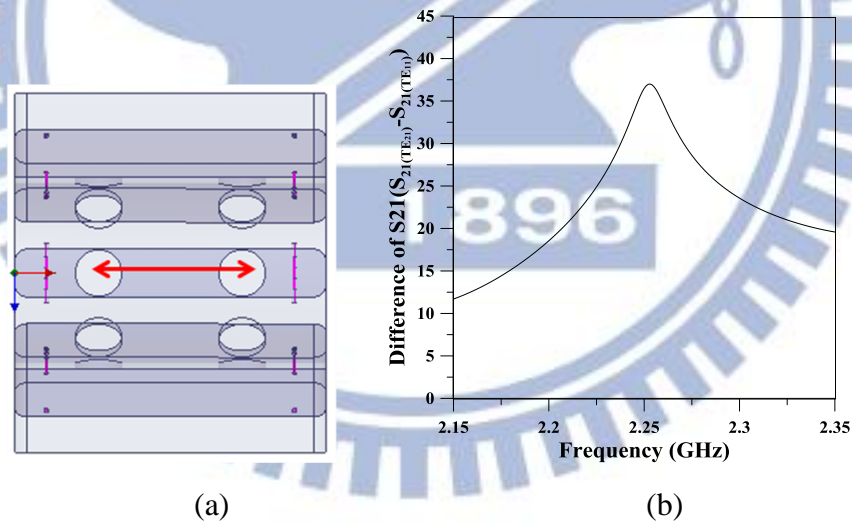 45
40
35
30
25
20
15
10
5
0
Difference of S21(S21(TE21)-S21(TE11))
2.15 2.2 2.25 2.3 2.35
Frequency (GHz)
1896
(a) (b)